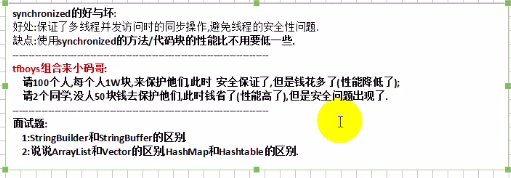 synchronized的好与坏:
好处:保证了多线程并发访问时的同步操作,避免线程的安全性问题.
缺点:使用synchronized的方法/代码块的性能比不用要低一些.
--------------------------------------------------------------
tfboys组合来小码哥:
请100个人,每个人1W块,来保护他们,此时 安全保证了,但是钱花多了(性能降低了);
请2个同学,没人50块钱去保护他们,此时钱省了(性能高了),但是安全问题出现了.
--------------------------------------------------------------
面试题:
1:StringBuilder和StringBuffer的区别.
2:说说ArrayList和Vector的区别,HashMap和Hashtable的区别.